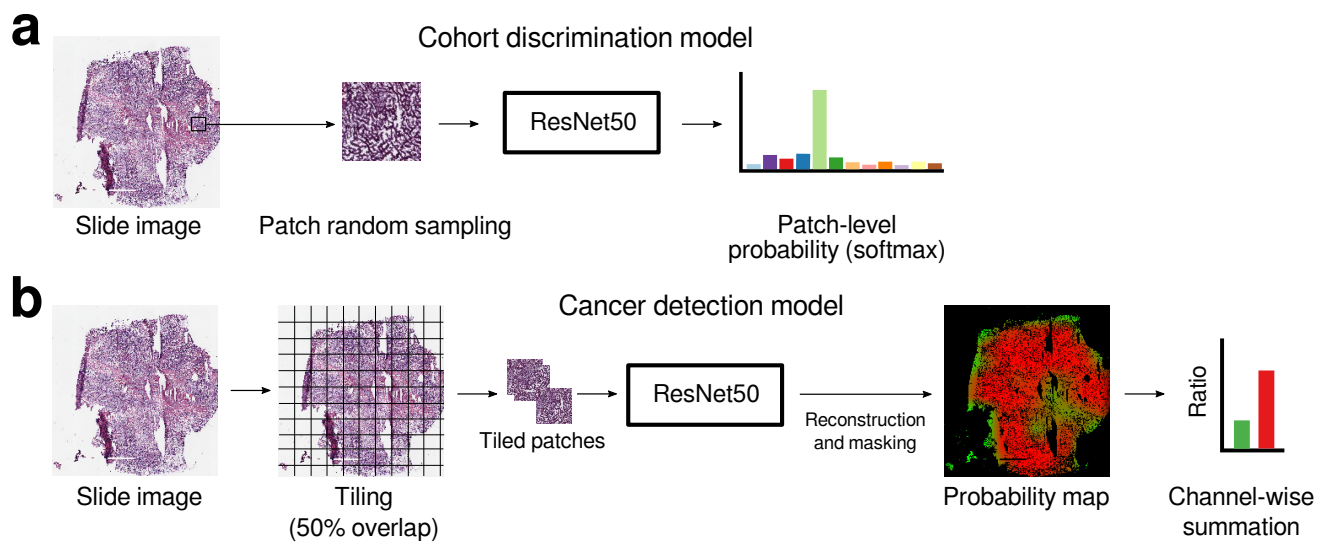 a
Cohort discrimination model
ResNet50
Slide image
Patch random sampling
Patch-level
probability (softmax)
b
Cancer detection model
ResNet50
Tiled patches
Reconstruction
and masking
Ratio
Slide image
Tiling
(50% overlap)
Probability map
Channel-wise
summation